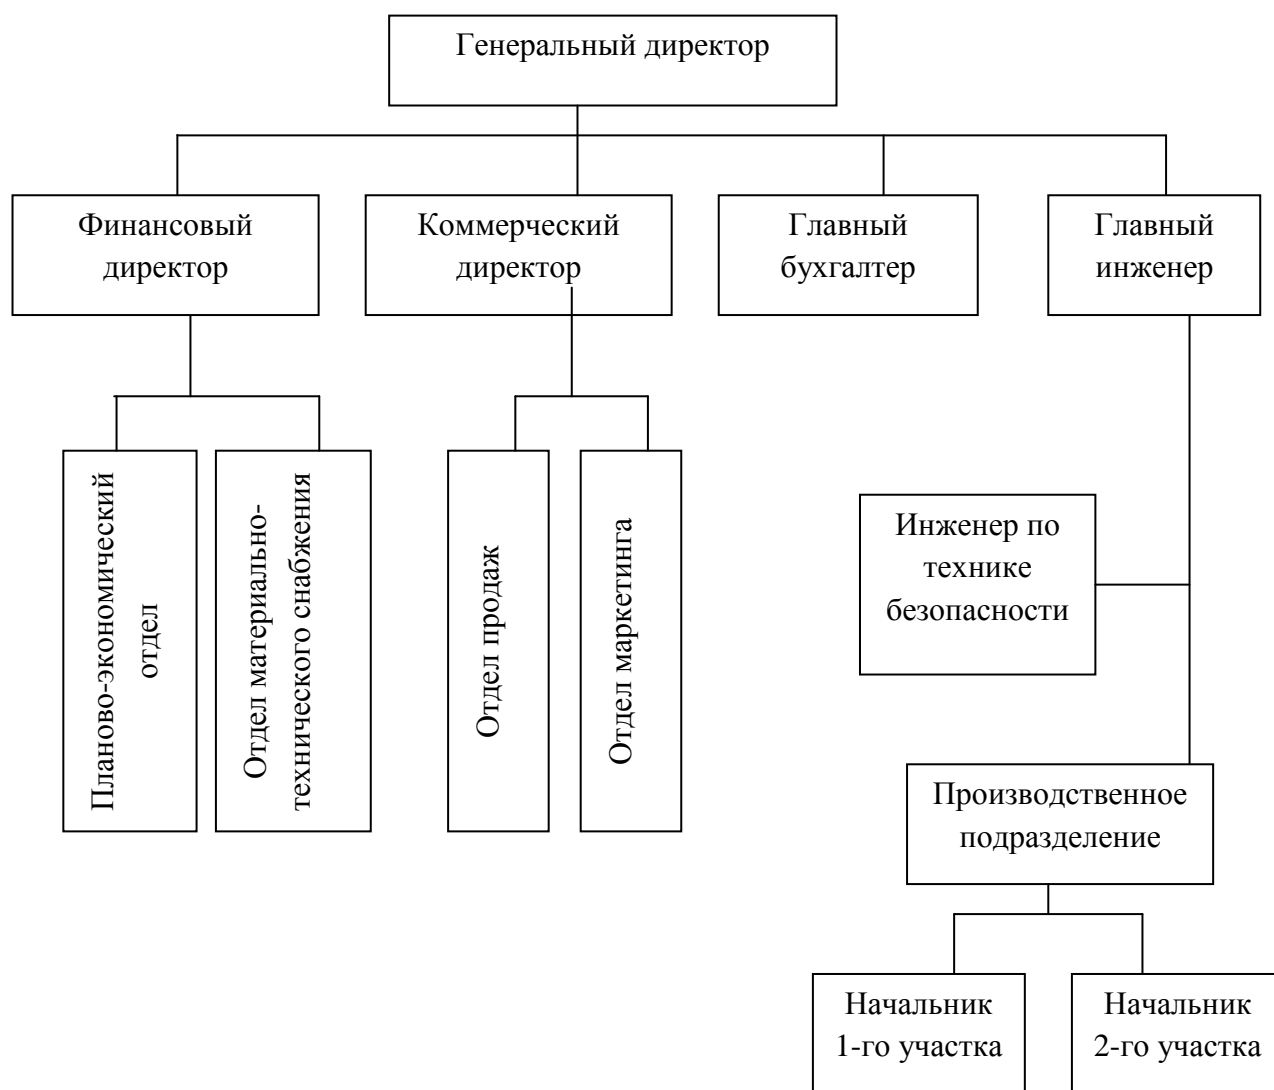 Генеральный директор
Финансовый
директор
Коммерческий
директор
Главный
бухгалтер
Главный
инженер
Планово-экономический
отдел
Отдел материально-
технического снабжения
Отдел продаж
Отдел маркетинга
Инженер по
технике
безопасности
Производственное
подразделение
Начальник
1-го участка
Начальник
2-го участка